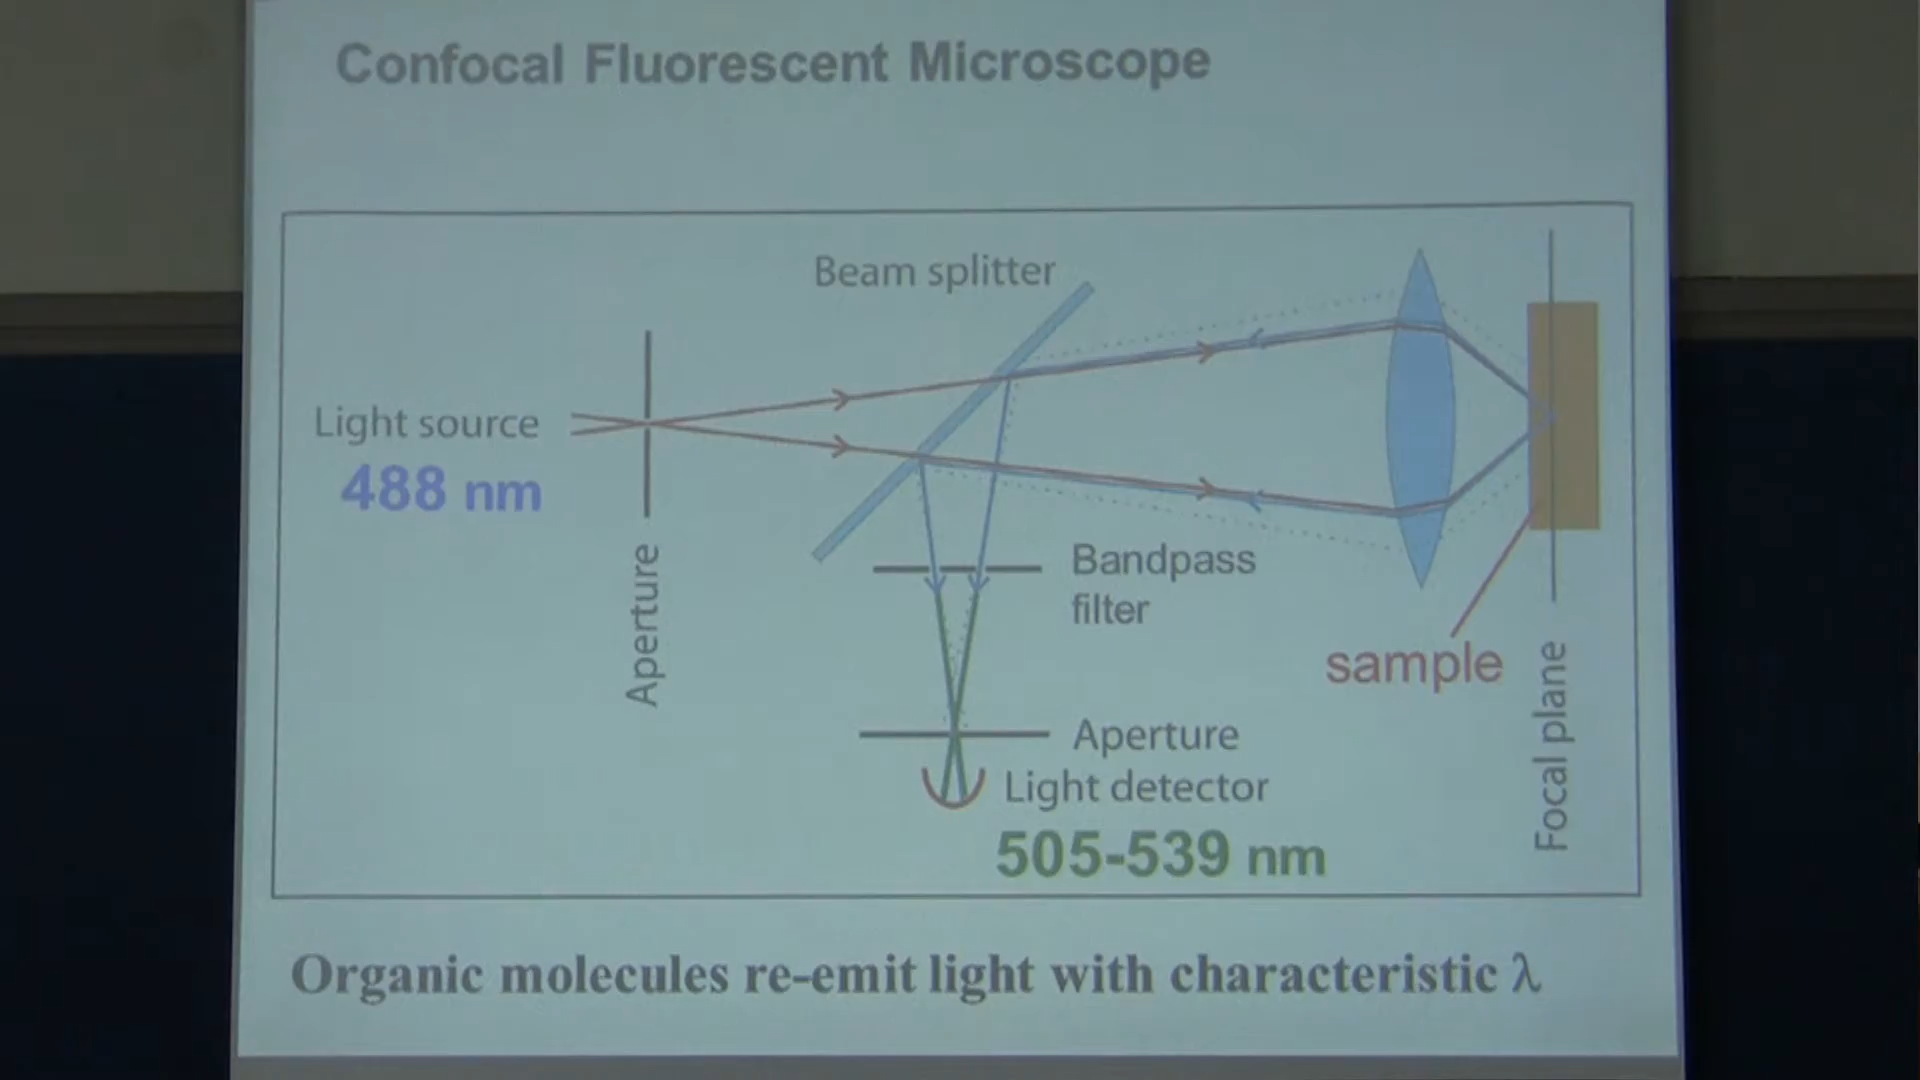 Confocal Fluorescent Microscope
Beam splitter
Light source
488 nm
Aperture
Bandpass
filter
sample
Focal plane
Aperture
Light detector
505-539 nm
Organic molecules re-emit light with characteristic λ